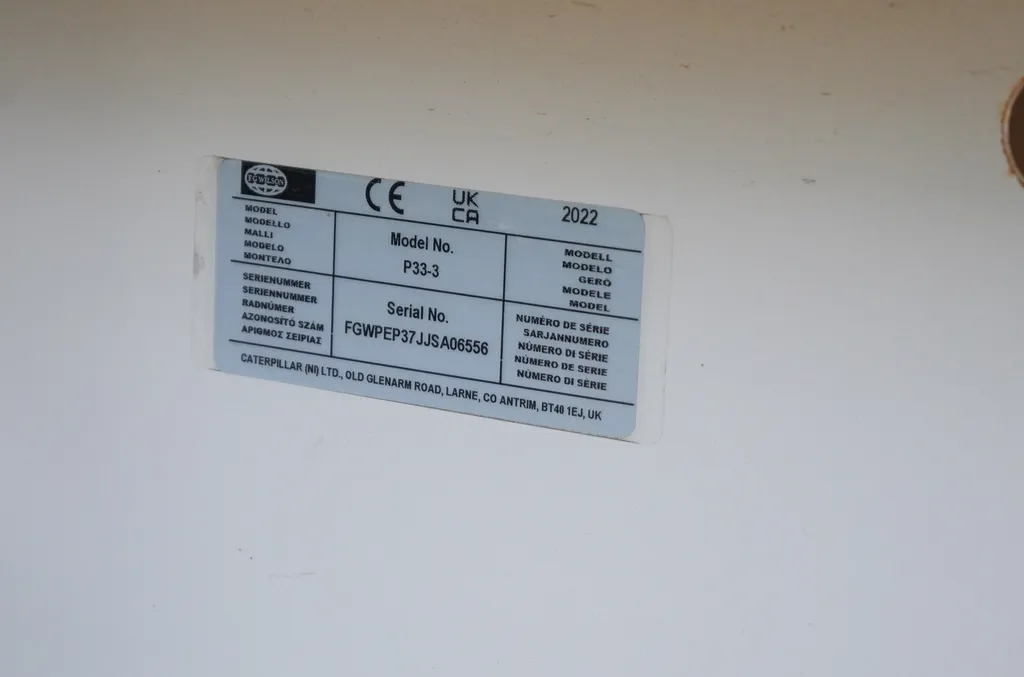 FG WILSON
CE
UK
CA
2022
MODEL
MODELLO
MALLI
MODELO
ΜΟΝΤΕΛΟ
Model No.
P33-3
MODELL
MODELO
GERÖ
MODELE
MODEL
SERIENUMMER
SERIENNUMMER
RADNÚMER
AZONOSÍTÓ SZÁM
ΑΡΙΘΜΟΣ ΣΕΙΡΙΑΣ
Serial No.
FGWPEP37JJSA06556
NUMÉRO DE SÉRIE
SARJANNUMERO
NÚMERO DI SÉRIE
NÚMERO DE SERIE
NÚMERO DI SÉRIE
CATERPILLAR (NI) LTD., OLD GLENARM ROAD, LARNE, CO ANTRIM, BT40 1EJ, UK